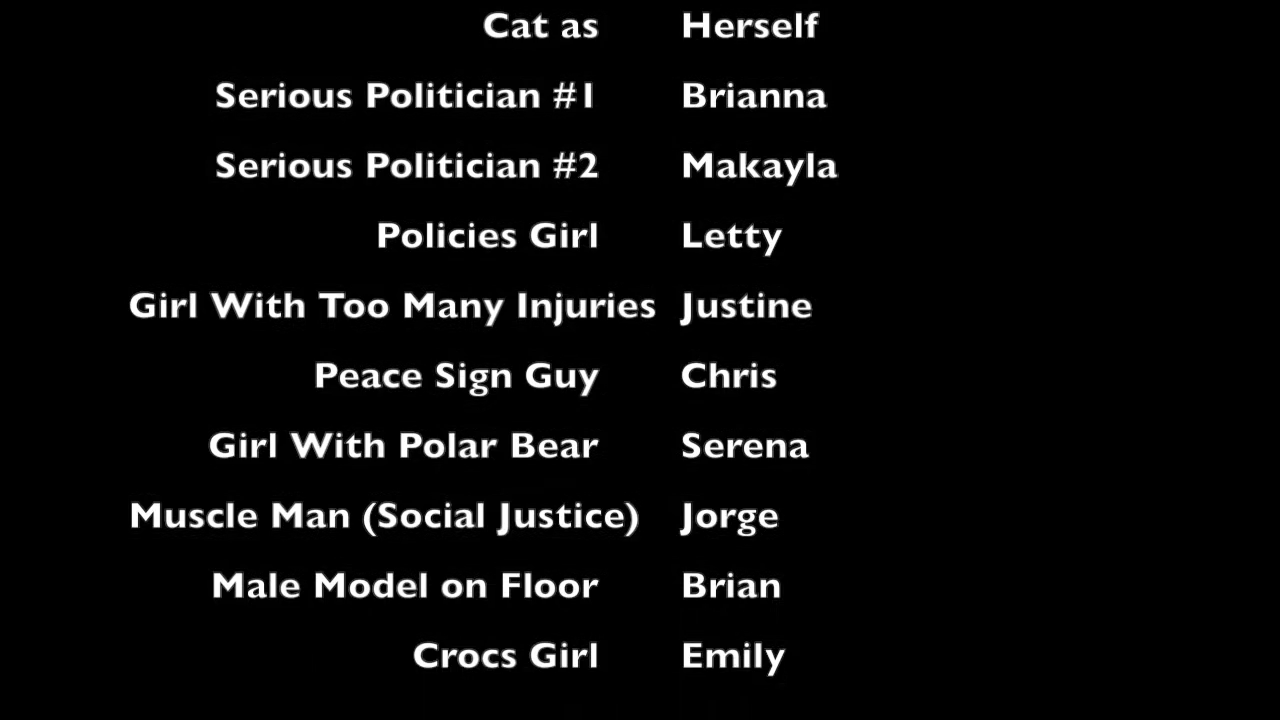 Cat as Herself
Serious Politician #1 Brianna
Serious Politician #2 Makayla
Policies Girl Letty
Girl With Too Many Injuries Justine
Peace Sign Guy Chris
Girl With Polar Bear Serena
Muscle Man (Social Justice) Jorge
Male Model on Floor Brian
Crocs Girl Emily